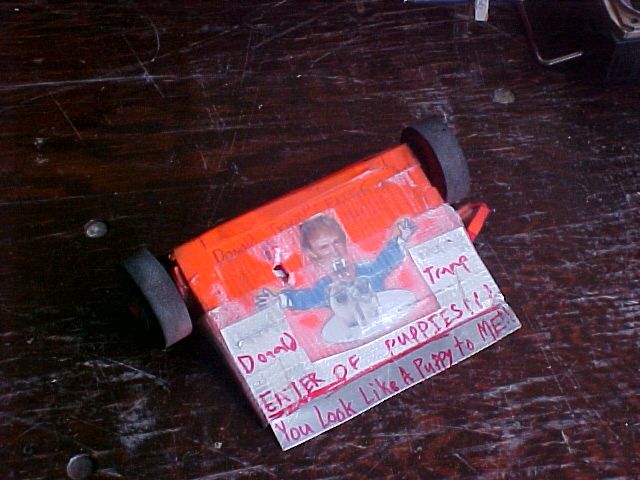 Donald
Trump
EATER OF PUPPIES!!!
You Look Like A Puppy to ME!!